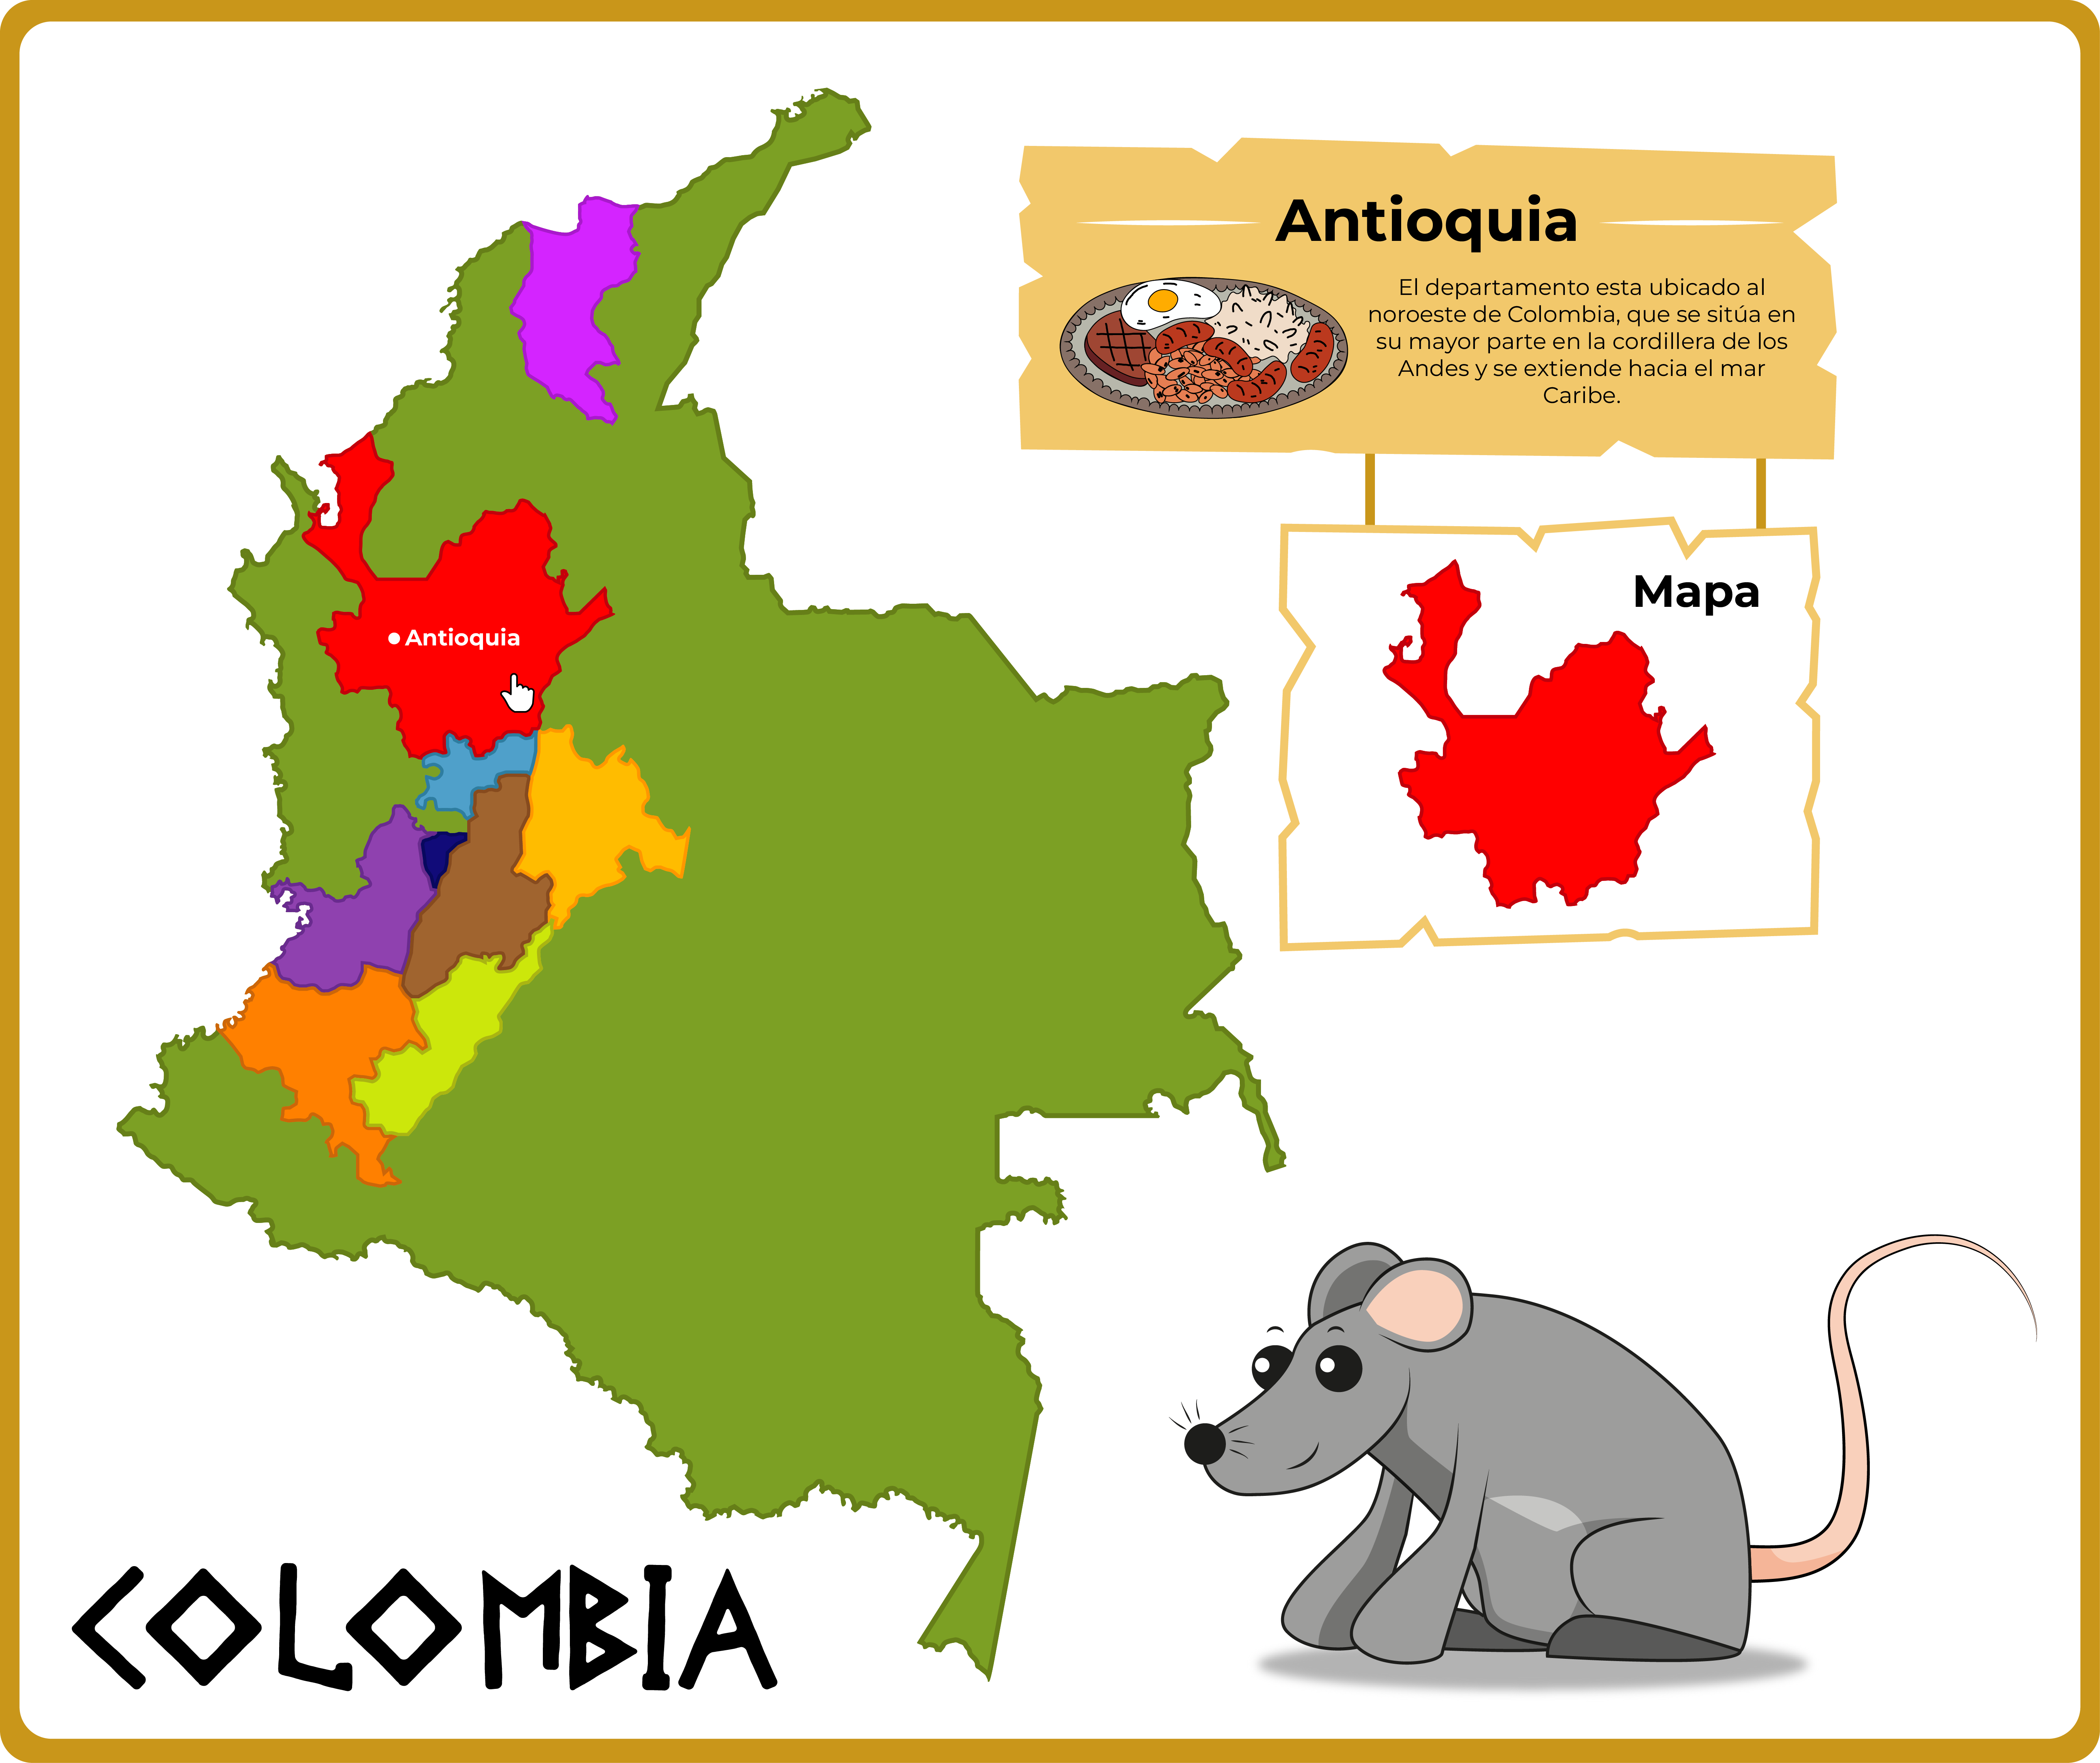 Antioquia
El departamento esta ubicado al
noroeste de Colombia, que se sitúa en
su mayor parte en la cordillera de los
Andes y se extiende hacia el mar
Caribe.
Mapa
Antioquia
COLOMBIA